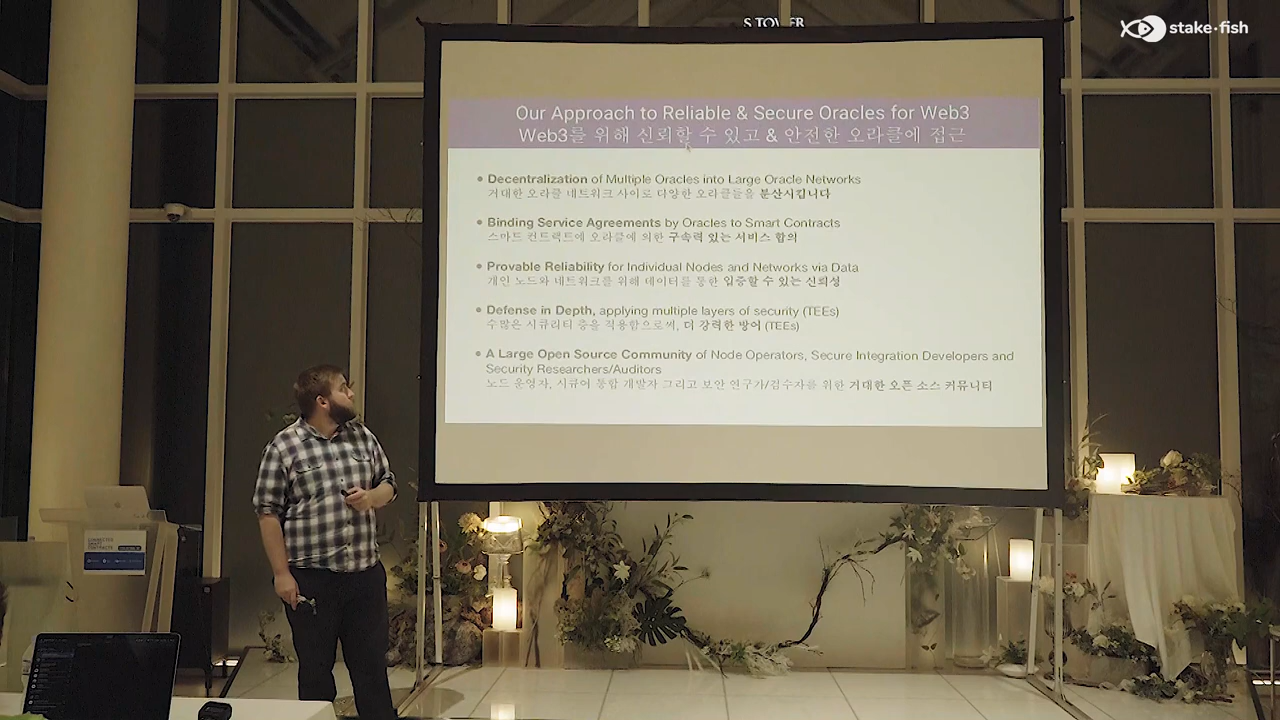 S TOWER
stake·fish
Our Approach to Reliable & Secure Oracles for Web3
Web3를 위해 신뢰할 수 있고 & 안전한 오라클에 접근
• Decentralization of Multiple Oracles into Large Oracle Networks
거대한 오라클 네트워크 사이로 다양한 오라클들을 분산시킵니다
• Binding Service Agreements by Oracles to Smart Contracts
스마트 컨트랙트에 오라클에 의한 구속력 있는 서비스 합의
• Provable Reliability for Individual Nodes and Networks via Data
개인 노드와 네트워크를 위해 데이터를 통한 입증할 수 있는 신뢰성
• Defense in Depth, applying multiple layers of security (TEEs)
수많은 시큐리티 층을 적용함으로써, 더 강력한 방어 (TEEs)
• A Large Open Source Community of Node Operators, Secure Integration Developers and
Security Researchers/Auditors
노드 운영자, 시큐어 통합 개발자 그리고 보안 연구가/검수자를 위한 거대한 오픈 소스 커뮤니티
CONNECTED
SMART
CONTRACTS